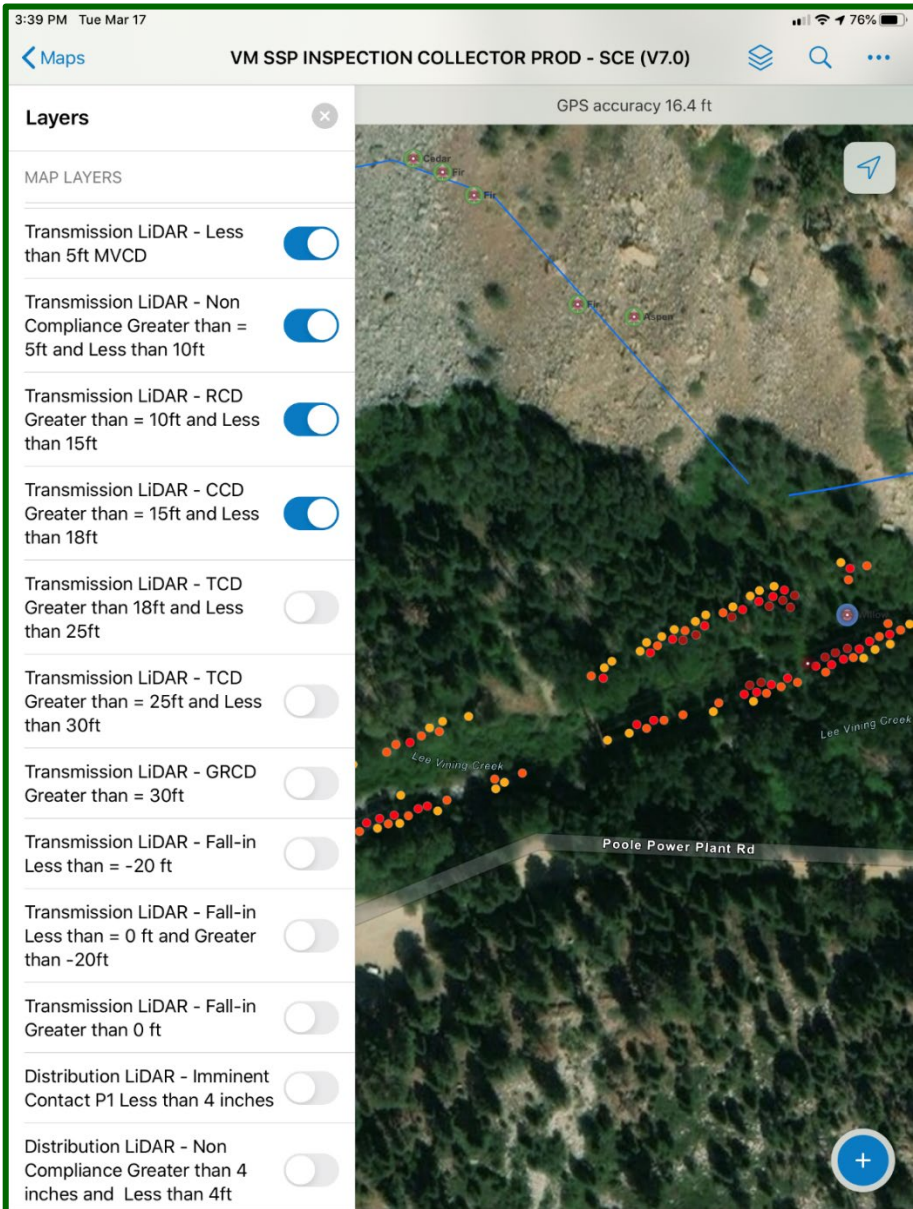 3:39 PM Tue Mar 17
76%
Maps
VM SSP INSPECTION COLLECTOR PROD - SCE (V7.0)
Layers
GPS accuracy 16.4 ft
MAP LAYERS
Transmission LiDAR - Less
than 5ft MVCD
Transmission LiDAR - Non
Compliance Greater than =
5ft and Less than 10ft
Transmission LiDAR - RCD
Greater than = 10ft and Less
than 15ft
Transmission LiDAR - CCD
Greater than = 15ft and Less
than 18ft
Transmission LiDAR - TCD
Greater than 18ft and Less
than 25ft
Transmission LiDAR - TCD
Greater than = 25ft and Less
than 30ft
Transmission LiDAR - GRCD
Greater than = 30ft
Transmission LiDAR - Fall-in
Less than = -20 ft
Transmission LiDAR - Fall-in
Less than = 0 ft and Greater
than -20ft
Transmission LiDAR - Fall-in
Greater than 0 ft
Distribution LiDAR - Imminent
Contact P1 Less than 4 inches
Distribution LiDAR - Non
Compliance Greater than 4
inches and Less than 4ft
Cedar
Fir
Fir
Fir
Aspen
Lee Vining Creek
Lee Vining Creek
Poole Power Plant Rd